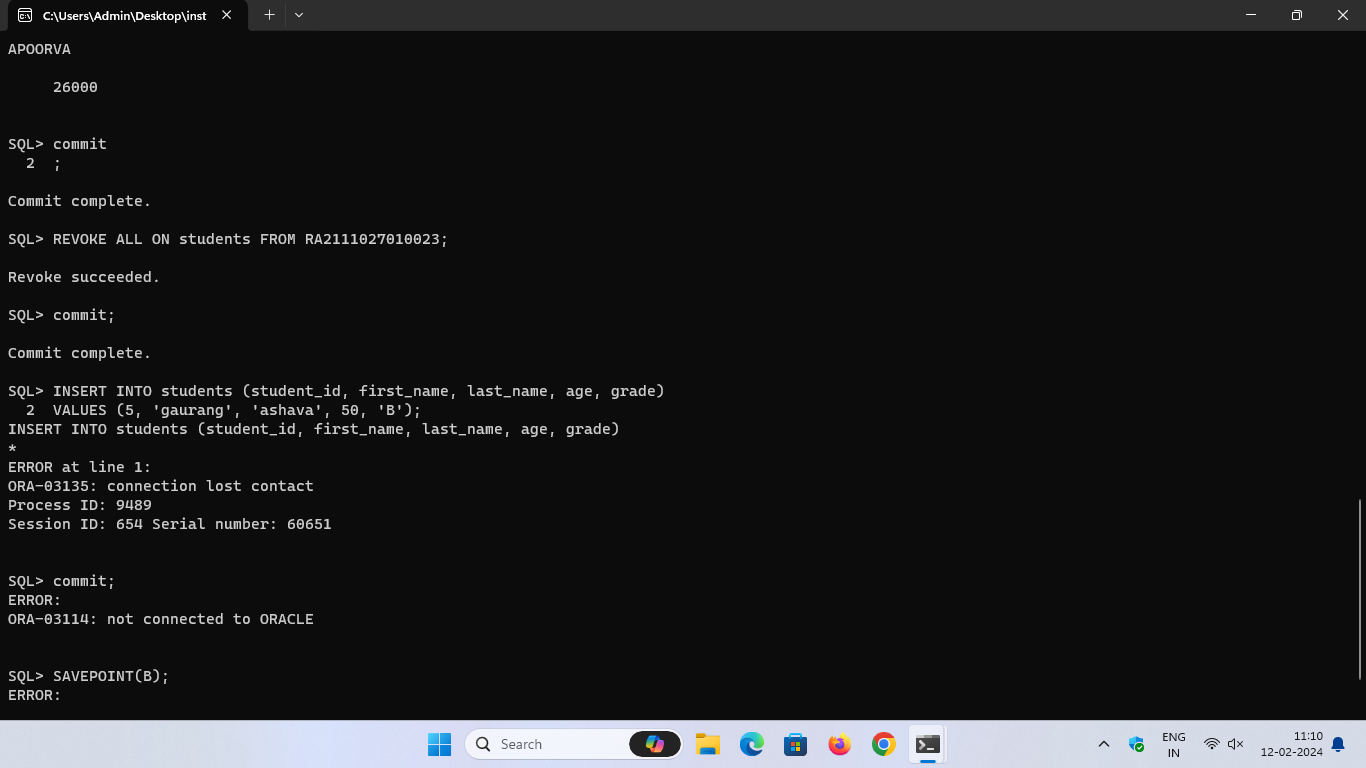 C:\Users\Admin\Desktop\inst
APOORVA
26000
SQL> commit
2 ;
Commit complete.
SQL> REVOKE ALL ON students FROM RA2111027010023;
Revoke succeeded.
SQL> commit;
Commit complete.
SQL> INSERT INTO students (student_id, first_name, last_name, age, grade)
2 VALUES (5, 'gaurang', 'ashava', 50, 'B');
INSERT INTO students (student_id, first_name, last_name, age, grade)
*
ERROR at line 1:
ORA-03135: connection lost contact
Process ID: 9489
Session ID: 654 Serial number: 60651
SQL> commit;
ERROR:
ORA-03114: not connected to ORACLE
SQL> SAVEPOINT(B);
ERROR:
Search
ENG
IN
11:10
12-02-2024